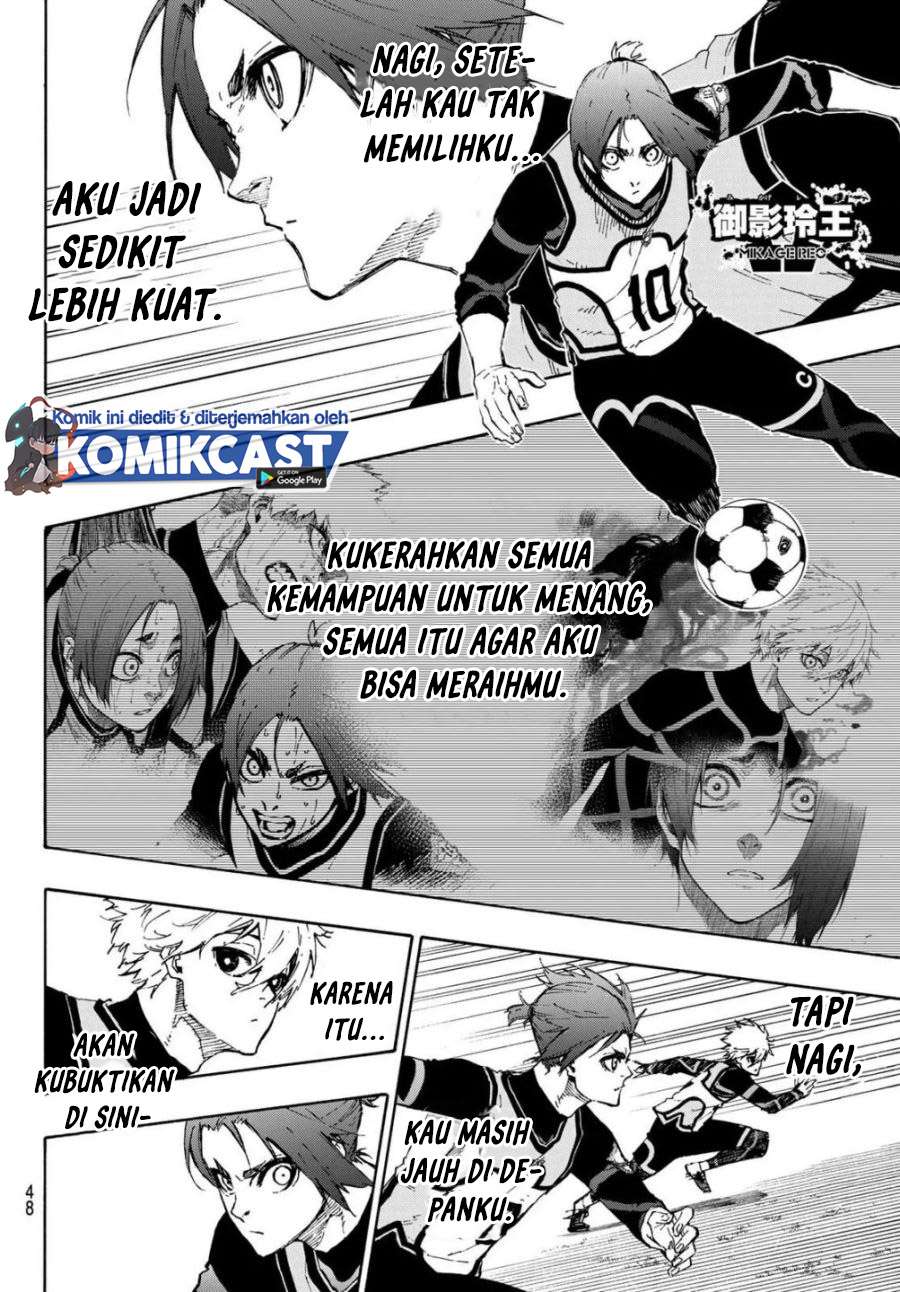 NAGI, SETE-
LAH KAU TAK
MEMILIHKU...
御影玲王
MIKAGE REO
AKU JADI
SEDIKIT
LEBIH KUAT.
Komik ini diedit & diterjemahkan oleh
KOMIKCAST
GET IT ON
Google Play
10
KUKERAHKAN SEMUA
KEMAMPUAN UNTUK MENANG,
SEMUA ITU AGAR AKU
BISA MERAIHMU.
TAPI
NAGI,
KAU MASIH
JAUH DI DE-
PANKU.
KARENA
ITU...
AKAN
KUBUKTIKAN
DI SINI-
48